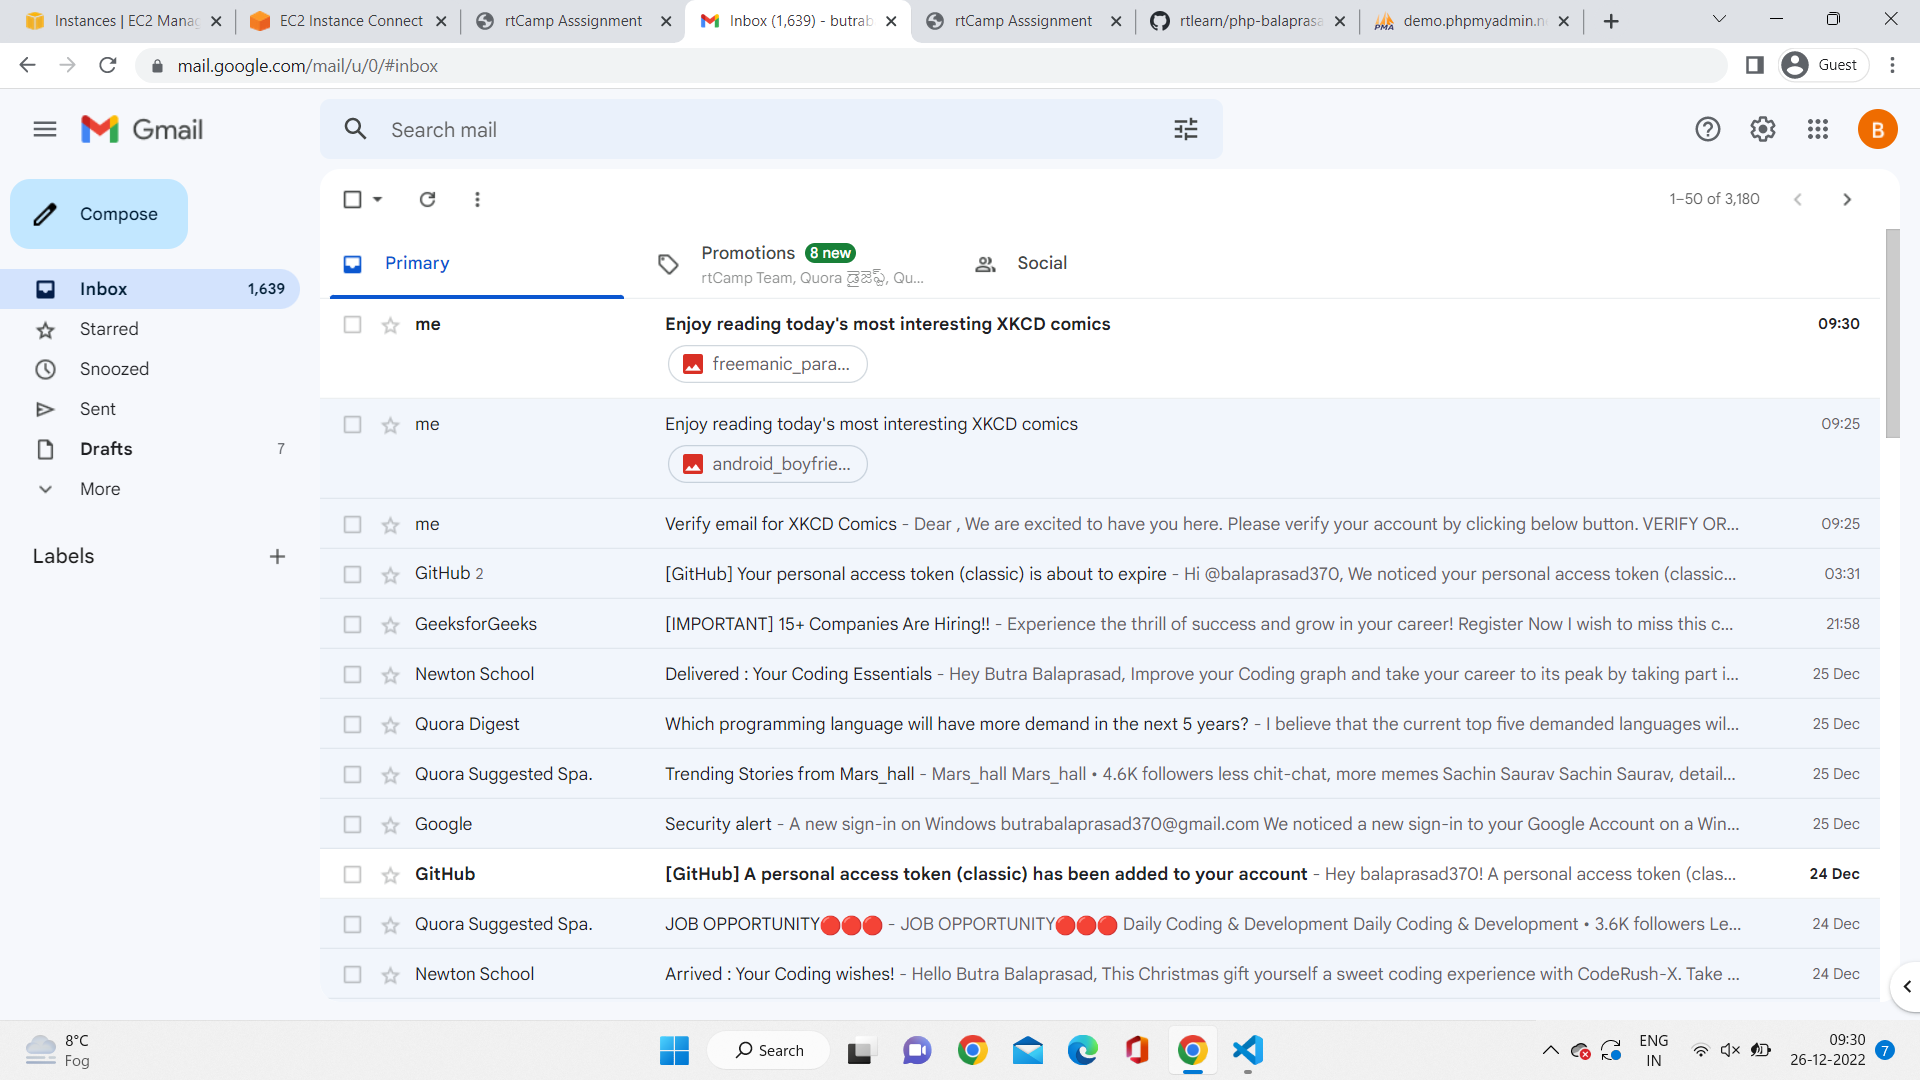 Instances | EC2 Manag
EC2 Instance Connect
rtCamp Asssignment
Inbox (1,639) - butrab
rtCamp Asssignment
rtlearn/php-balaprasa
demo.phpmyadmin.ne
mail.google.com/mail/u/0/#inbox
Guest
Gmail
Search mail
B
Compose
1–50 of 3,180
Primary
Promotions 8 new
rtCamp Team, Quora డైజెస్ట్, Qu...
Social
Inbox 1,639
Starred
Snoozed
Sent
Drafts 7
More
Labels
me Enjoy reading today's most interesting XKCD comics 09:30
freemanic_para...
me Enjoy reading today's most interesting XKCD comics 09:25
android_boyfrie...
me Verify email for XKCD Comics - Dear , We are excited to have you here. Please verify your account by clicking below button. VERIFY OR... 09:25
GitHub 2 [GitHub] Your personal access token (classic) is about to expire - Hi @balaprasad370, We noticed your personal access token (classic... 03:31
GeeksforGeeks [IMPORTANT] 15+ Companies Are Hiring!! - Experience the thrill of success and grow in your career! Register Now I wish to miss this c... 21:58
Newton School Delivered : Your Coding Essentials - Hey Butra Balaprasad, Improve your Coding graph and take your career to its peak by taking part i... 25 Dec
Quora Digest Which programming language will have more demand in the next 5 years? - I believe that the current top five demanded languages wil... 25 Dec
Quora Suggested Spa. Trending Stories from Mars_hall - Mars_hall Mars_hall • 4.6K followers less chit-chat, more memes Sachin Saurav Sachin Saurav, detail... 25 Dec
Google Security alert - A new sign-in on Windows butrabalaprasad370@gmail.com We noticed a new sign-in to your Google Account on a Win... 25 Dec
GitHub [GitHub] A personal access token (classic) has been added to your account - Hey balaprasad370! A personal access token (clas... 24 Dec
Quora Suggested Spa. JOB OPPORTUNITY🔴🔴🔴 - JOB OPPORTUNITY🔴🔴🔴 Daily Coding & Development Daily Coding & Development • 3.6K followers Le... 24 Dec
Newton School Arrived : Your Coding wishes! - Hello Butra Balaprasad, This Christmas gift yourself a sweet coding experience with CodeRush-X. Take ... 24 Dec
8°C
Fog
Search
ENG
IN
09:30
26-12-2022
7